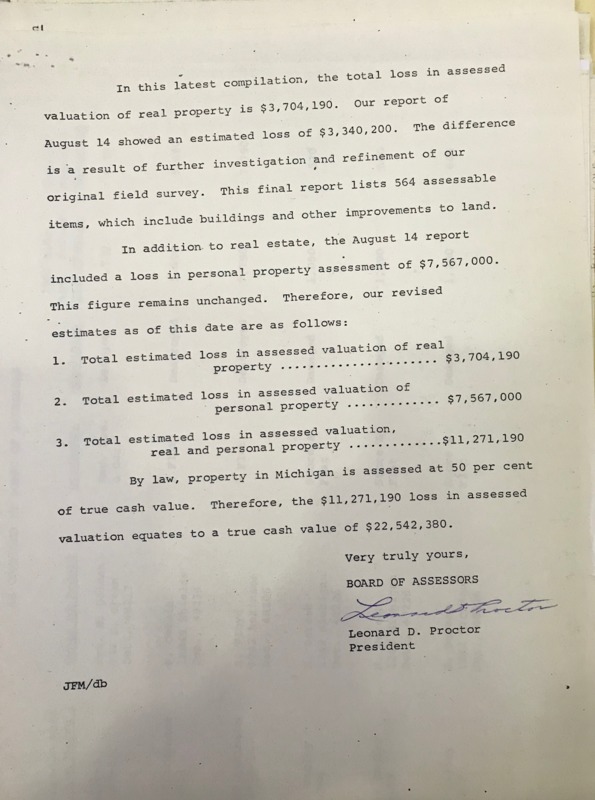 In this latest compilation, the total loss in assessed
valuation of real property is $3,704,190. Our report of
August 14 showed an estimated loss of $3,340,200. The difference
is a result of further investigation and refinement of our
original field survey. This final report lists 564 assessable
items, which include buildings and other improvements to land.
In addition to real estate, the August 14 report
included a loss in personal property assessment of $7,567,000.
This figure remains unchanged. Therefore, our revised
estimates as of this date are as follows:
1. Total estimated loss in assessed valuation of real
property ...................... $3,704,190
2. Total estimated loss in assessed valuation of
personal property ............. $7,567,000
3. Total estimated loss in assessed valuation,
real and personal property .............$11,271,190
By law, property in Michigan is assessed at 50 per cent
of true cash value. Therefore, the $11,271,190 loss in assessed
valuation equates to a true cash value of $22,542,380.
Very truly yours,
BOARD OF ASSESSORS
Leonard D Proctor
Leonard D. Proctor
President
JFM/db